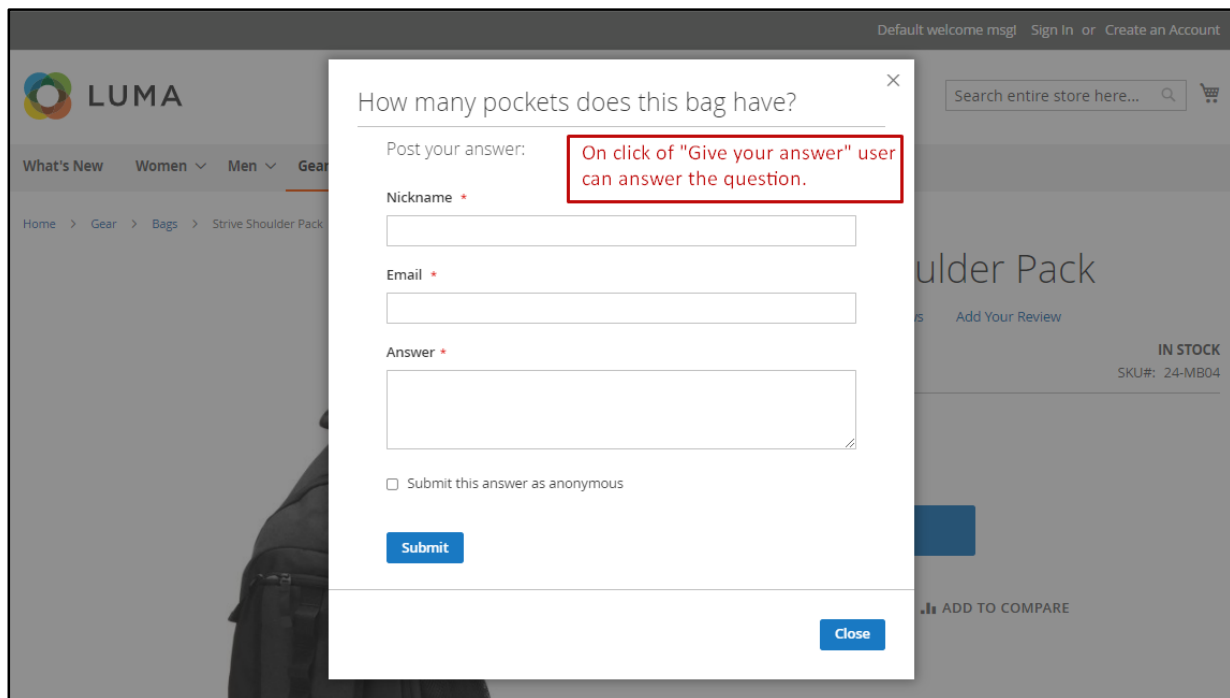 Default welcome msg! Sign In or Create an Account
LUMA
Search entire store here...
What's New Women Men Gear
Home > Gear > Bags > Strive Shoulder Pack
How many pockets does this bag have?
Post your answer:
On click of "Give your answer" user
can answer the question.
Nickname *
Email *
Answer *
Submit this answer as anonymous
Submit
Close
ulder Pack
Add Your Review
IN STOCK
SKU#: 24-MB04
ADD TO COMPARE